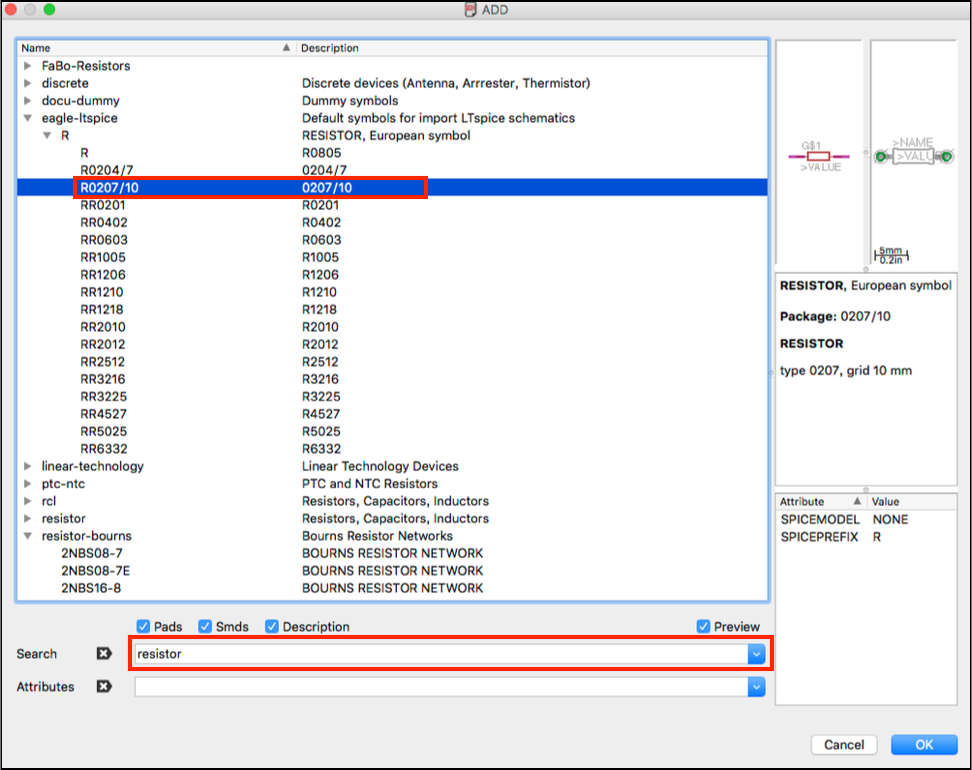 ADD
Name Description
FaBo-Resistors
discrete Discrete devices (Antenna, Arrrester, Thermistor)
docu-dummy Dummy symbols
eagle-ltspice Default symbols for import LTspice schematics
R RESISTOR, European symbol
R R0805
R0204/7 0204/7
R0207/10 0207/10
RR0201 R0201
RR0402 R0402
RR0603 R0603
RR1005 R1005
RR1206 R1206
RR1210 R1210
RR1218 R1218
RR2010 R2010
RR2012 R2012
RR2512 R2512
RR3216 R3216
RR3225 R3225
RR4527 R4527
RR5025 R5025
RR6332 R6332
linear-technology Linear Technology Devices
ptc-ntc PTC and NTC Resistors
rcl Resistors, Capacitors, Inductors
resistor Resistors, Capacitors, Inductors
resistor-bourns Bourns Resistor Networks
2NBS08-7 BOURNS RESISTOR NETWORK
2NBS08-7E BOURNS RESISTOR NETWORK
2NBS16-8 BOURNS RESISTOR NETWORK
G$1
>VALUE
>NAME
>VALU
5mm
0.2in
RESISTOR, European symbol
Package: 0207/10
RESISTOR
type 0207, grid 10 mm
Attribute Value
SPICEMODEL NONE
SPICEPREFIX R
Pads Smds Description Preview
Search resistor
Attributes
Cancel OK